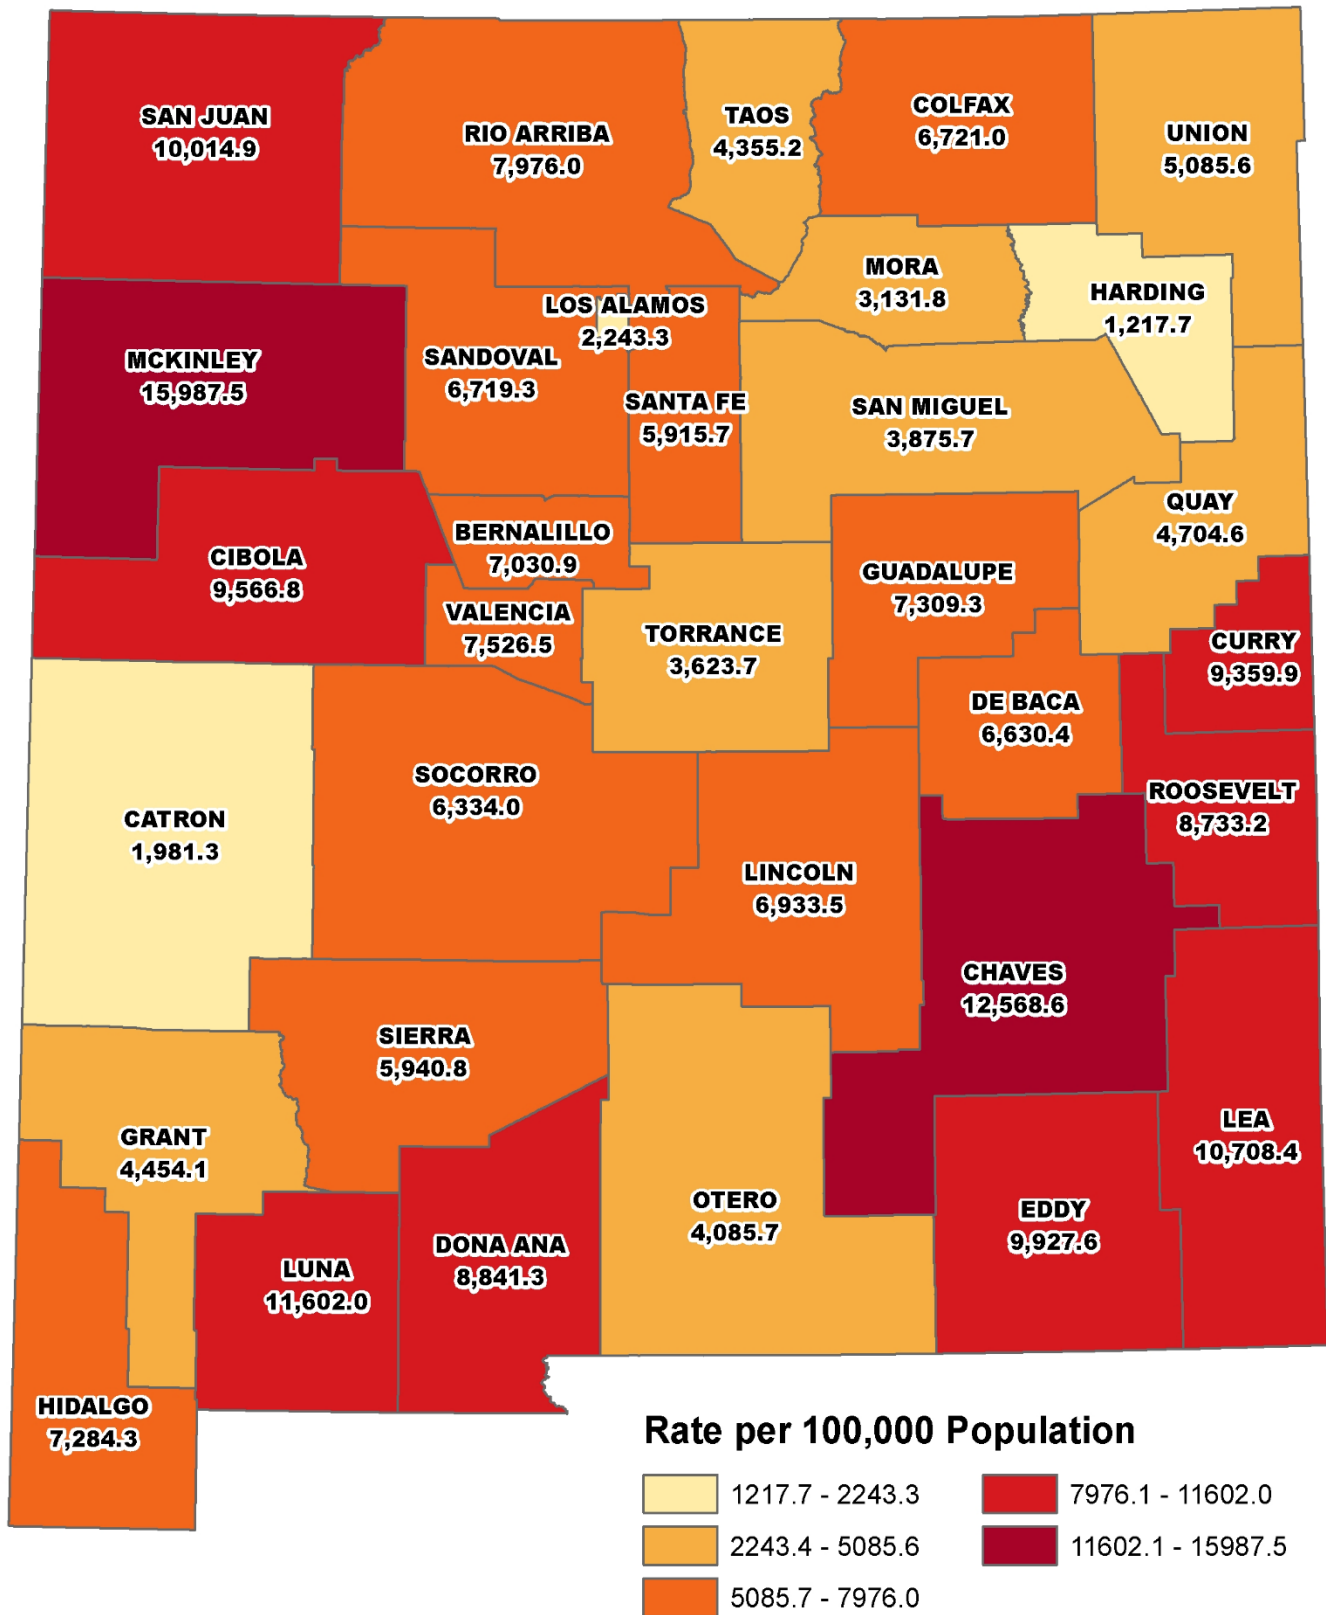 SAN JUAN
10,014.9
RIO ARRIBA
7,976.0
TAOS
4,355.2
COLFAX
6,721.0
UNION
5,085.6
MORA
3,131.8
HARDING
1,217.7
LOS ALAMOS
2,243.3
MCKINLEY
15,987.5
SANDOVAL
6,719.3
SANTA FE
5,915.7
SAN MIGUEL
3,875.7
QUAY
4,704.6
BERNALILLO
7,030.9
CIBOLA
9,566.8
GUADALUPE
7,309.3
VALENCIA
7,526.5
TORRANCE
3,623.7
CURRY
9,359.9
DE BACA
6,630.4
SOCORRO
6,334.0
ROOSEVELT
8,733.2
CATRON
1,981.3
LINCOLN
6,933.5
CHAVES
12,568.6
SIERRA
5,940.8
GRANT
4,454.1
LEA
10,708.4
OTERO
4,085.7
EDDY
9,927.6
DONA ANA
8,841.3
LUNA
11,602.0
HIDALGO
7,284.3
Rate per 100,000 Population
1217.7 - 2243.3
2243.4 - 5085.6
5085.7 - 7976.0
7976.1 - 11602.0
11602.1 - 15987.5